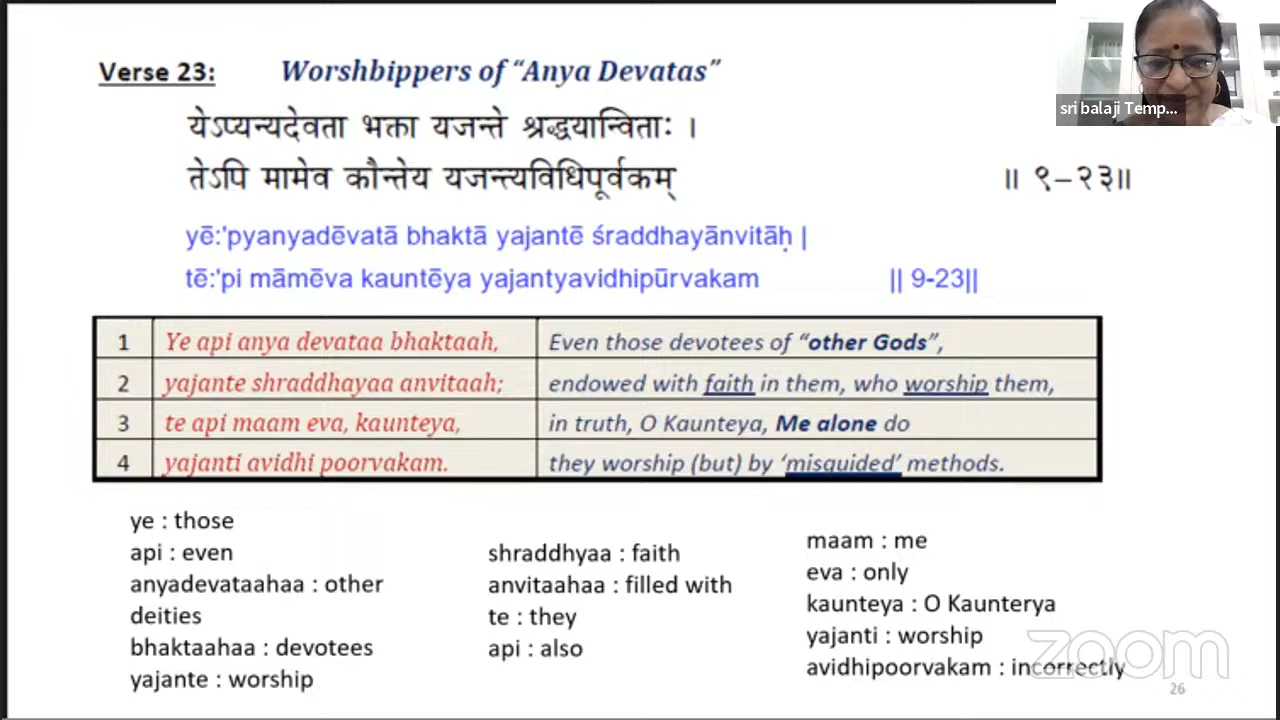 Verse 23: Worshbippers of “Anya Devatas”
येऽप्यन्यदेवता भक्ता यजन्ते श्रद्धयान्विताः ।
तेऽपि मामेव कौन्तेय यजन्त्यविधिपूर्वकम् ॥ ९-२३॥
yē:'pyanyadēvatā bhaktā yajantē śraddhayānvitāḥ |
tē:'pi māmēva kauntēya yajantyavidhipūrvakam || 9-23||
1 Ye api anya devataa bhaktaah, Even those devotees of “other Gods”,
2 yajante shraddhayaa anvitaah; endowed with faith in them, who worship them,
3 te api maam eva, kaunteya, in truth, O Kaunteya, Me alone do
4 yajanti avidhi poorvakam. they worship (but) by ‘misguided’ methods.
ye : those
api : even
anyadevataahaa : other
deities
bhaktaahaa : devotees
yajante : worship
shraddhyaa : faith
anvitaahaa : filled with
te : they
api : also
maam : me
eva : only
kaunteya : O Kaunterya
yajanti : worship
avidhipoorvakam : incorrectly
sri balaji Temp...
zoom
26